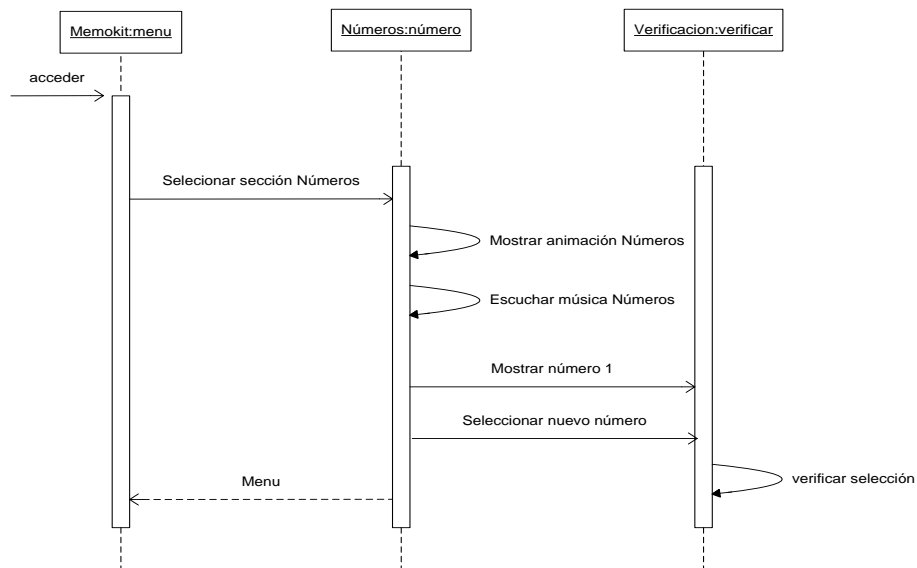 Memokit:menu
Números:número
Verificacion:verificar
acceder
Selecionar sección Números
Mostrar animación Números
Escuchar música Números
Mostrar número 1
Seleccionar nuevo número
Menu
verificar selección